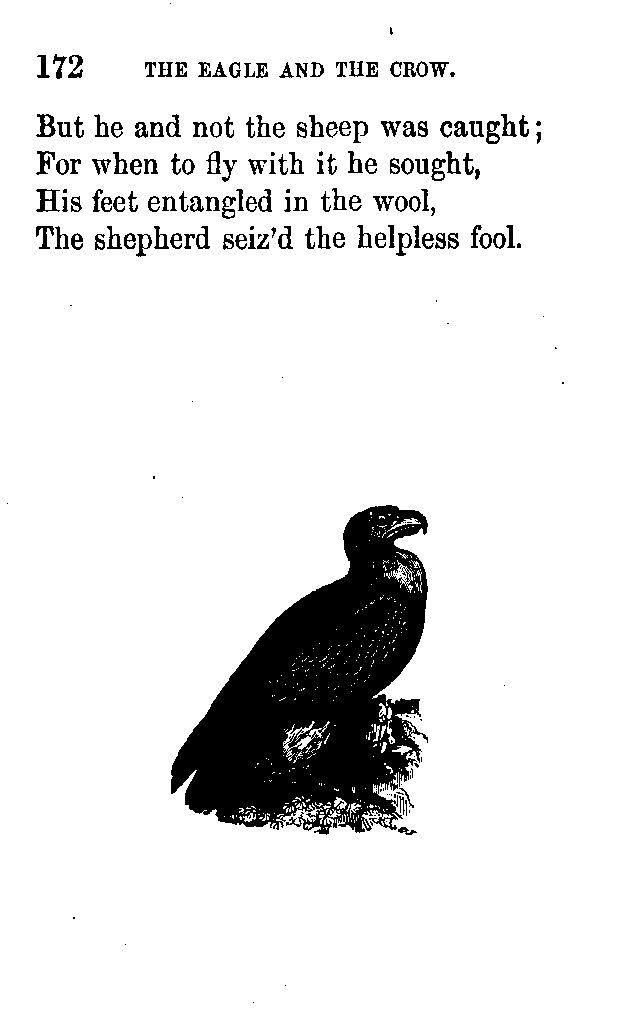 172 THE EAGLE AND THE CROW.
But he and not the sheep was caught;
For when to fly with it he sought,
His feet entangled in the wool,
The shepherd seiz'd the helpless fool.